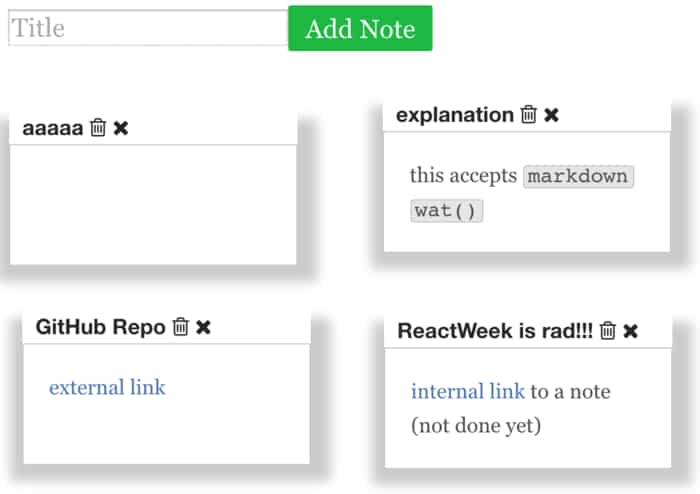 Title
Add Note
aaaaa
explanation
this accepts markdown
wat()
GitHub Repo
external link
ReactWeek is rad!!!
internal link to a note
(not done yet)